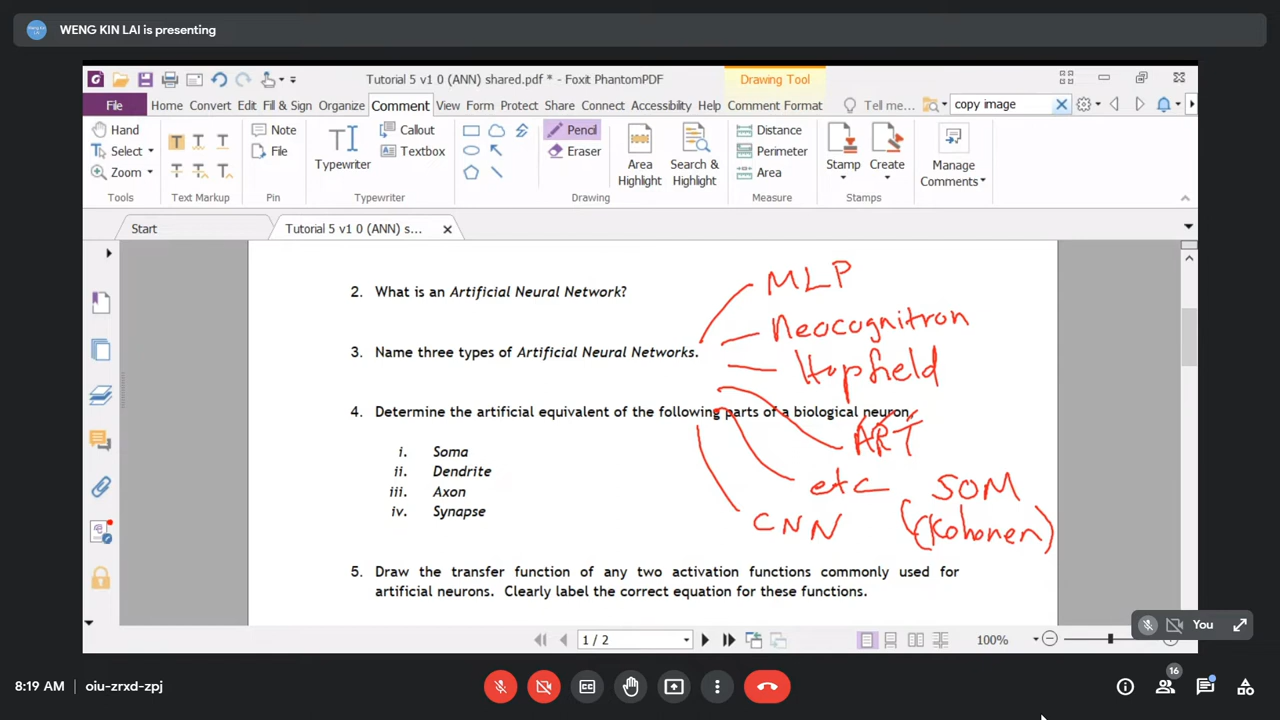 WENG KIN LAI is presenting
Tutorial 5 v1 0 (ANN) shared.pdf * - Foxit PhantomPDF
Drawing Tool
File Home Convert Edit Fill & Sign Organize Comment View Form Protect Share Connect Accessibility Help Comment Format Tell me... copy image
Hand
Select
Zoom
Tools
Text Markup
Note
File
Pin
Typewriter
Callout
Textbox
Typewriter
Pencil
Eraser
Area Highlight
Search & Highlight
Drawing
Distance
Perimeter
Area
Measure
Stamp
Create
Stamps
Manage Comments
Start
Tutorial 5 v1 0 (ANN) s...
2. What is an Artificial Neural Network?
3. Name three types of Artificial Neural Networks.
MLP
Neocognitron
Hopfield
ART
etc
SOM
(Kohonen)
CNN
4. Determine the artificial equivalent of the following parts of a biological neuron.
i. Soma
ii. Dendrite
iii. Axon
iv. Synapse
5. Draw the transfer function of any two activation functions commonly used for
artificial neurons. Clearly label the correct equation for these functions.
You
1 / 2
100%
8:19 AM | oiu-zrxd-zpj
16